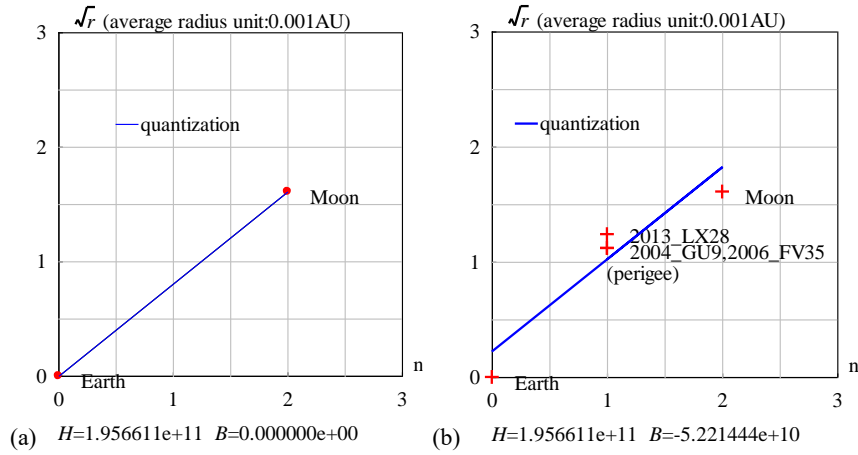 √r (average radius unit:0.001AU)
3
quantization
2
Moon
1
n
0
Earth
0 1 2 3
(a) H=1.956611e+11 B=0.000000e+00
√r (average radius unit:0.001AU)
3
quantization
2
Moon
2013_LX28
1
2004_GU9,2006_FV35
(perigee)
n
0
Earth
0 1 2 3
(b) H=1.956611e+11 B=-5.221444e+10